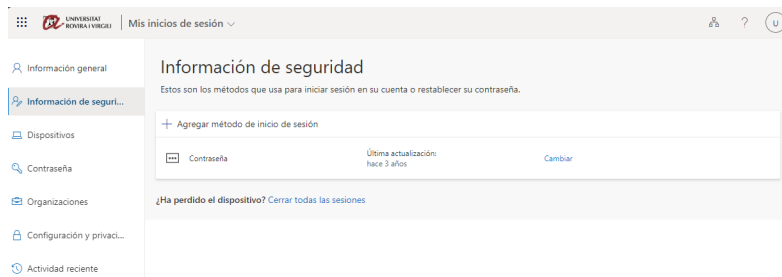 UNIVERSITAT
ROVIRA i VIRGILI
Mis inicios de sesión
?
U
Información general
Información de seguri...
Dispositivos
Contraseña
Organizaciones
Configuración y privaci...
Actividad reciente
Información de seguridad
Estos son los métodos que usa para iniciar sesión en su cuenta o restablecer su contraseña.
+ Agregar método de inicio de sesión
Contraseña
Última actualización:
hace 3 años
Cambiar
¿Ha perdido el dispositivo? Cerrar todas las sesiones